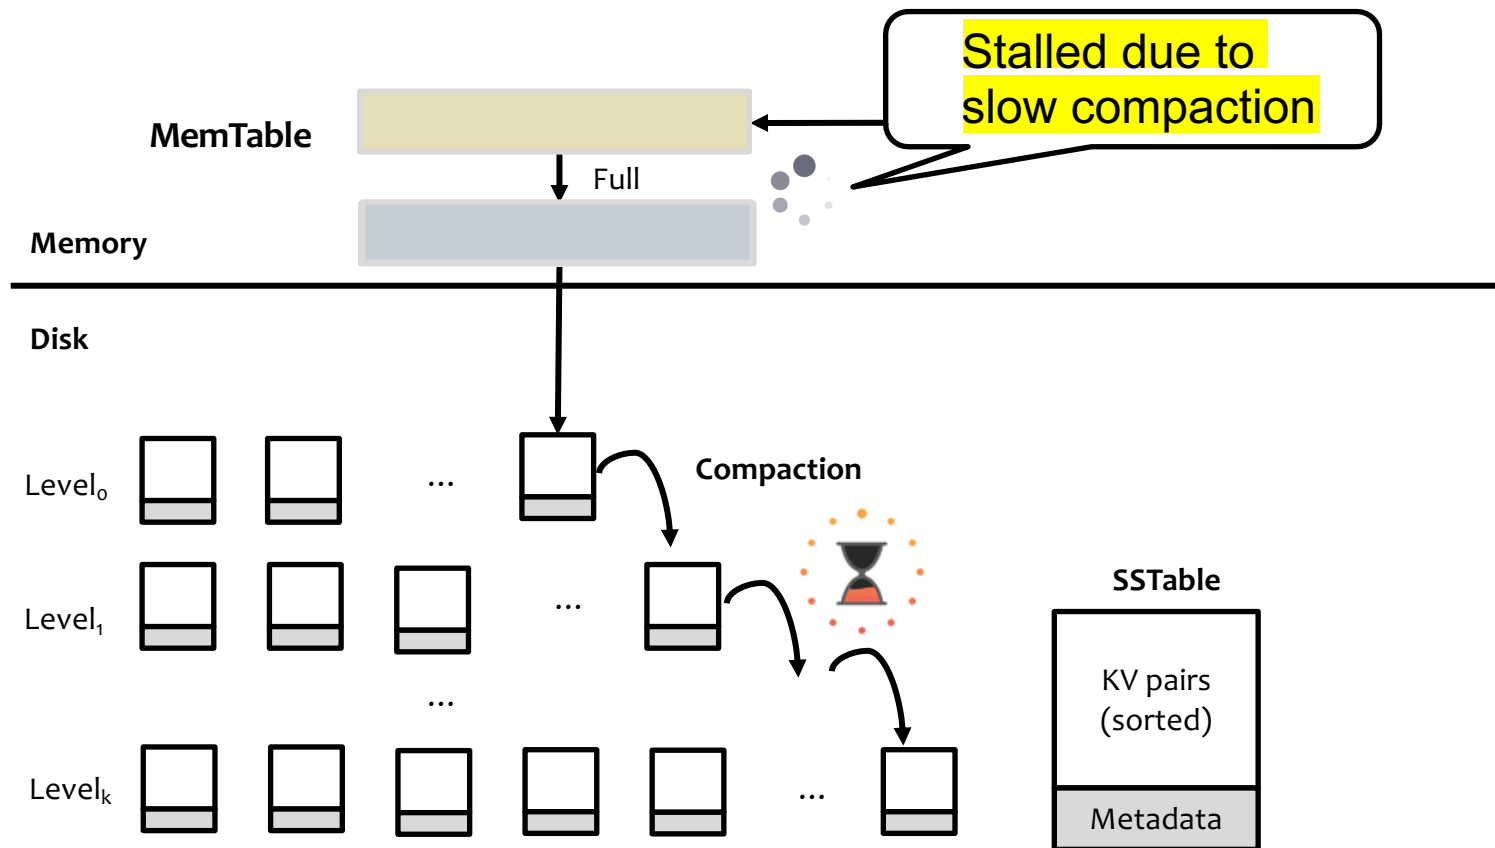 Stalled due to
slow compaction
MemTable
Full
Memory
Disk
Level₀
...
Compaction
Level₁
...
SSTable
KV pairs
(sorted)
...
Levelₖ
...
Metadata